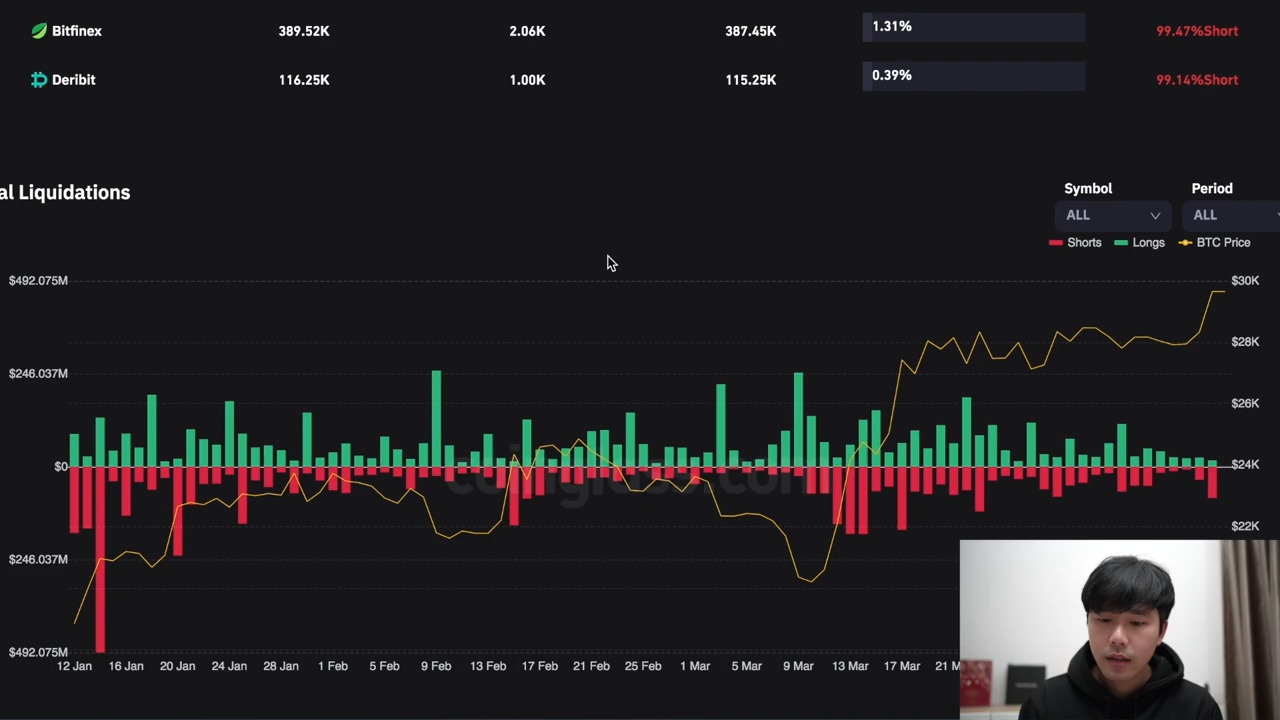 Bitfinex 389.52K 2.06K 387.45K 1.31% 99.47%Short
Deribit 116.25K 1.00K 115.25K 0.39% 99.14%Short
al Liquidations
Symbol Period
ALL ALL
Shorts Longs BTC Price
$492.075M $30K
$28K
$246.037M
$26K
$0 $24K
coinglass.com
$22K
$246.037M
$492.075M
12 Jan 16 Jan 20 Jan 24 Jan 28 Jan 1 Feb 5 Feb 9 Feb 13 Feb 17 Feb 21 Feb 25 Feb 1 Mar 5 Mar 9 Mar 13 Mar 17 Mar 21 M